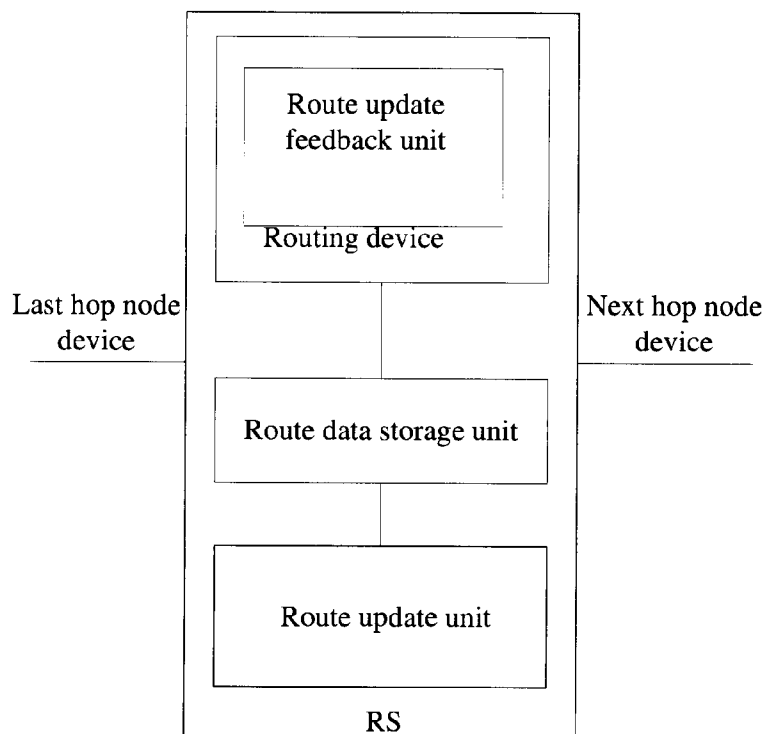 Route update
feedback unit
Routing device
Last hop node
device
Next hop node
device
Route data storage unit
Route update unit
RS